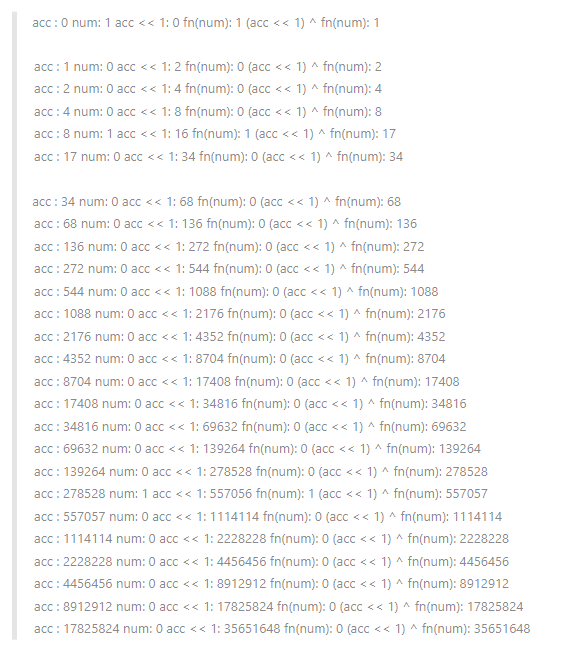 acc : 0 num: 1 acc << 1: 0 fn(num): 1 (acc << 1) ^ fn(num): 1
acc : 1 num: 0 acc << 1: 2 fn(num): 0 (acc << 1) ^ fn(num): 2
acc : 2 num: 0 acc << 1: 4 fn(num): 0 (acc << 1) ^ fn(num): 4
acc : 4 num: 0 acc << 1: 8 fn(num): 0 (acc << 1) ^ fn(num): 8
acc : 8 num: 1 acc << 1: 16 fn(num): 1 (acc << 1) ^ fn(num): 17
acc : 17 num: 0 acc << 1: 34 fn(num): 0 (acc << 1) ^ fn(num): 34
acc : 34 num: 0 acc << 1: 68 fn(num): 0 (acc << 1) ^ fn(num): 68
acc : 68 num: 0 acc << 1: 136 fn(num): 0 (acc << 1) ^ fn(num): 136
acc : 136 num: 0 acc << 1: 272 fn(num): 0 (acc << 1) ^ fn(num): 272
acc : 272 num: 0 acc << 1: 544 fn(num): 0 (acc << 1) ^ fn(num): 544
acc : 544 num: 0 acc << 1: 1088 fn(num): 0 (acc << 1) ^ fn(num): 1088
acc : 1088 num: 0 acc << 1: 2176 fn(num): 0 (acc << 1) ^ fn(num): 2176
acc : 2176 num: 0 acc << 1: 4352 fn(num): 0 (acc << 1) ^ fn(num): 4352
acc : 4352 num: 0 acc << 1: 8704 fn(num): 0 (acc << 1) ^ fn(num): 8704
acc : 8704 num: 0 acc << 1: 17408 fn(num): 0 (acc << 1) ^ fn(num): 17408
acc : 17408 num: 0 acc << 1: 34816 fn(num): 0 (acc << 1) ^ fn(num): 34816
acc : 34816 num: 0 acc << 1: 69632 fn(num): 0 (acc << 1) ^ fn(num): 69632
acc : 69632 num: 0 acc << 1: 139264 fn(num): 0 (acc << 1) ^ fn(num): 139264
acc : 139264 num: 0 acc << 1: 278528 fn(num): 0 (acc << 1) ^ fn(num): 278528
acc : 278528 num: 1 acc << 1: 557056 fn(num): 1 (acc << 1) ^ fn(num): 557057
acc : 557057 num: 0 acc << 1: 1114114 fn(num): 0 (acc << 1) ^ fn(num): 1114114
acc : 1114114 num: 0 acc << 1: 2228228 fn(num): 0 (acc << 1) ^ fn(num): 2228228
acc : 2228228 num: 0 acc << 1: 4456456 fn(num): 0 (acc << 1) ^ fn(num): 4456456
acc : 4456456 num: 0 acc << 1: 8912912 fn(num): 0 (acc << 1) ^ fn(num): 8912912
acc : 8912912 num: 0 acc << 1: 17825824 fn(num): 0 (acc << 1) ^ fn(num): 17825824
acc : 17825824 num: 0 acc << 1: 35651648 fn(num): 0 (acc << 1) ^ fn(num): 35651648